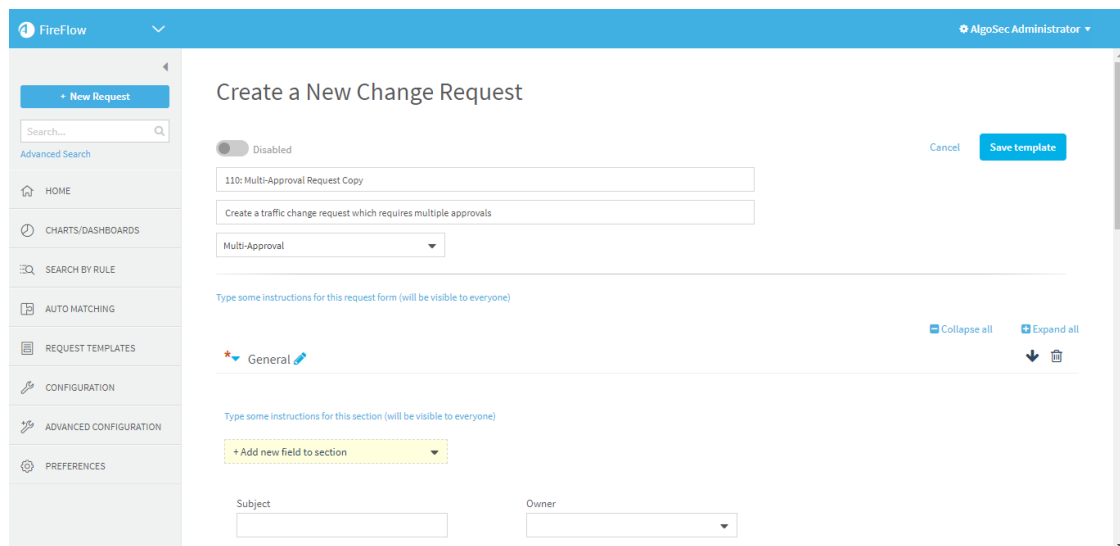 FireFlow
AlgoSec Administrator
+ New Request
Search...
Advanced Search
HOME
CHARTS/DASHBOARDS
SEARCH BY RULE
AUTO MATCHING
REQUEST TEMPLATES
CONFIGURATION
ADVANCED CONFIGURATION
PREFERENCES
Create a New Change Request
Disabled
Cancel
Save template
110: Multi-Approval Request Copy
Create a traffic change request which requires multiple approvals
Multi-Approval
Type some instructions for this request form (will be visible to everyone)
Collapse all
Expand all
* General
Type some instructions for this section (will be visible to everyone)
+ Add new field to section
Subject
Owner